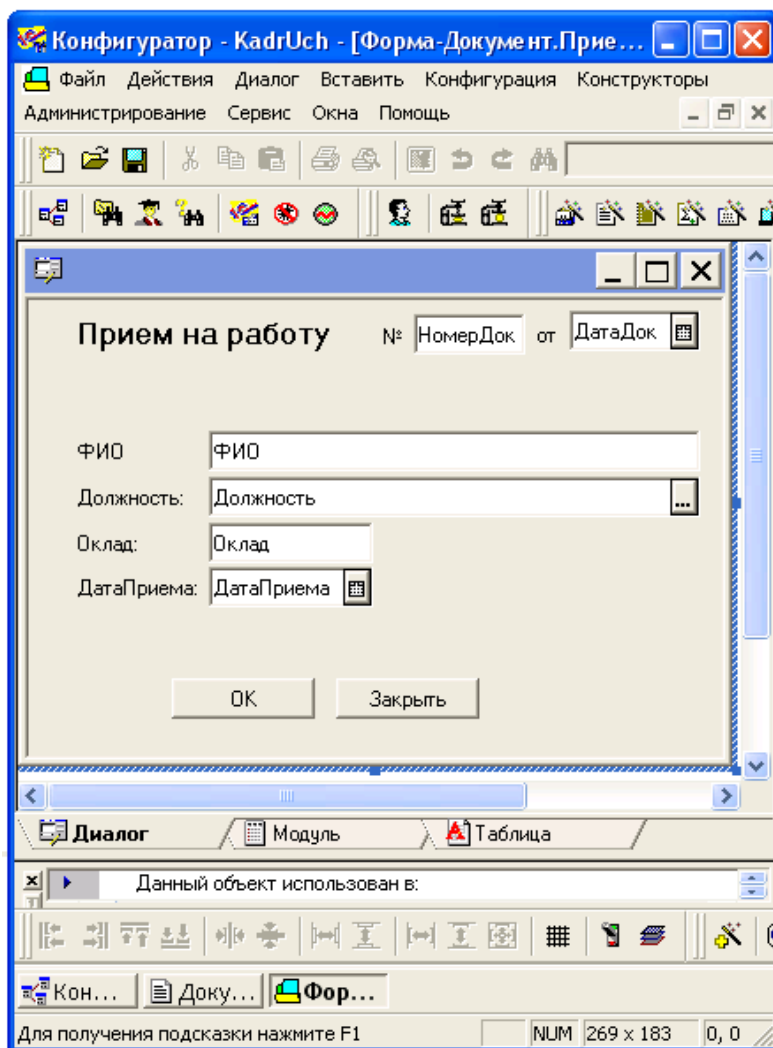 Конфигуратор - KadrUch - [Форма-Документ.Прие...
Файл Действия Диалог Вставить Конфигурация Конструкторы
Администрирование Сервис Окна Помощь
Прием на работу № НомерДок от ДатаДок
ФИО ФИО
Должность: Должность ...
Оклад: Оклад
ДатаПриема: ДатаПриема
OK Закрыть
Диалог Модуль Таблица
Данный объект использован в:
Кон... Доку... Фор...
Для получения подсказки нажмите F1 NUM 269 x 183 0, 0